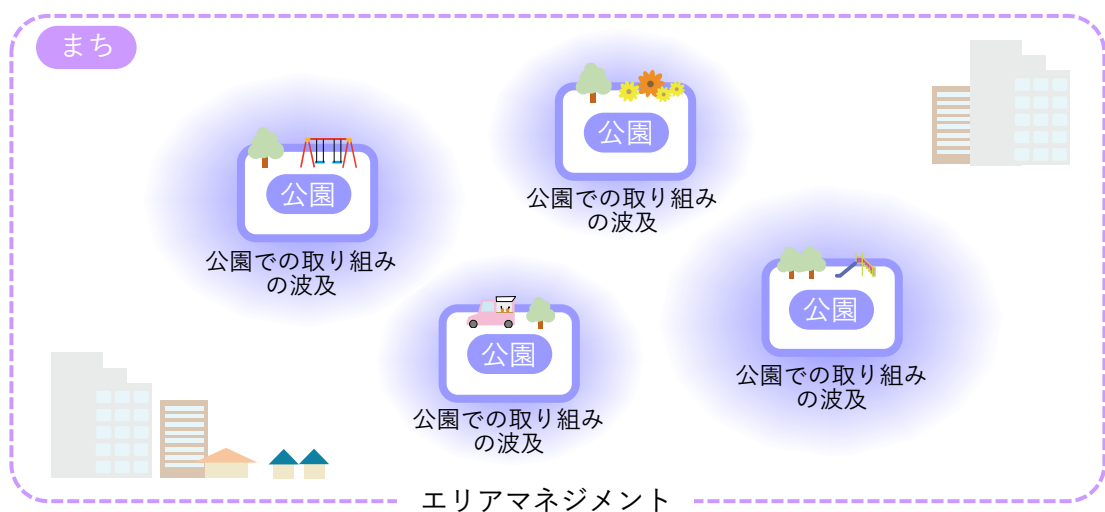 まち
公園
公園での取り組み
の波及
公園
公園での取り組み
の波及
公園
公園での取り組み
の波及
公園
公園での取り組み
の波及
エリアマネジメント